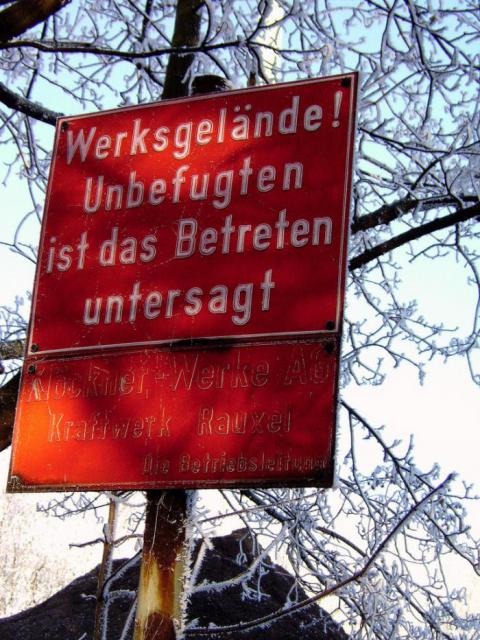 Werksgelände!
Unbefugten
ist das Betreten
untersagt
Klöckner-Werke AG
Kraftwerk Rauxel
Die Betriebsleitung